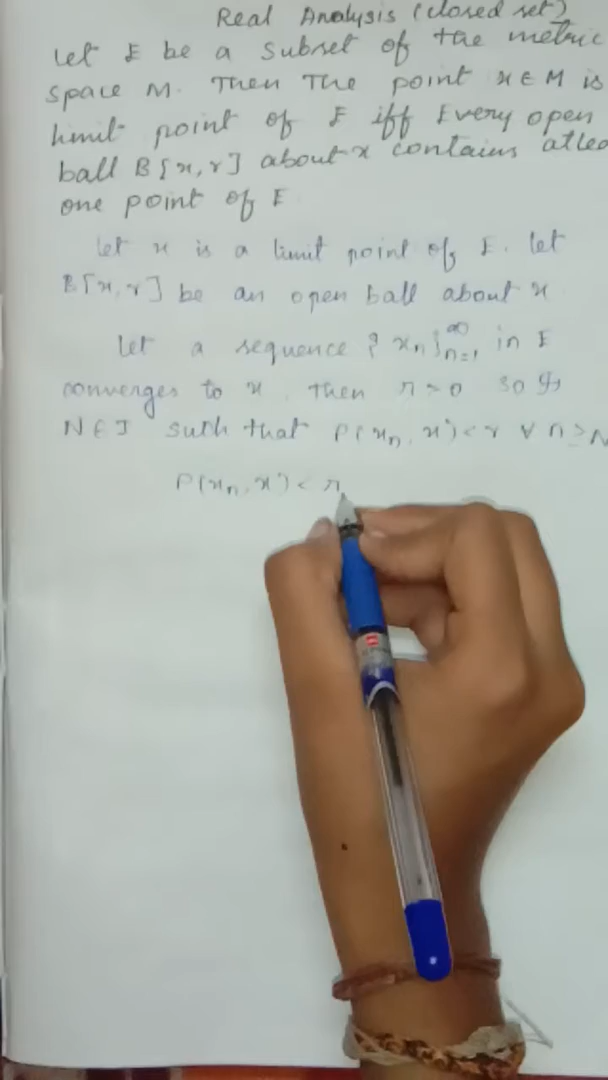 Real Analysis (closed set)
Let E be a subset of the metric
space M. Then The point x ∈ M is
limit point of E iff Every open
ball B[x, r] about x contains atlea
one point of E
Let x is a limit point of E. Let
B[x, r] be an open ball about x
Let a sequence {xn}∞n=1 in E
converges to x. Then r > 0 so
N ∈ I such that P(xn, x) < r ∀ n ≥ N
P(xn, x) < r